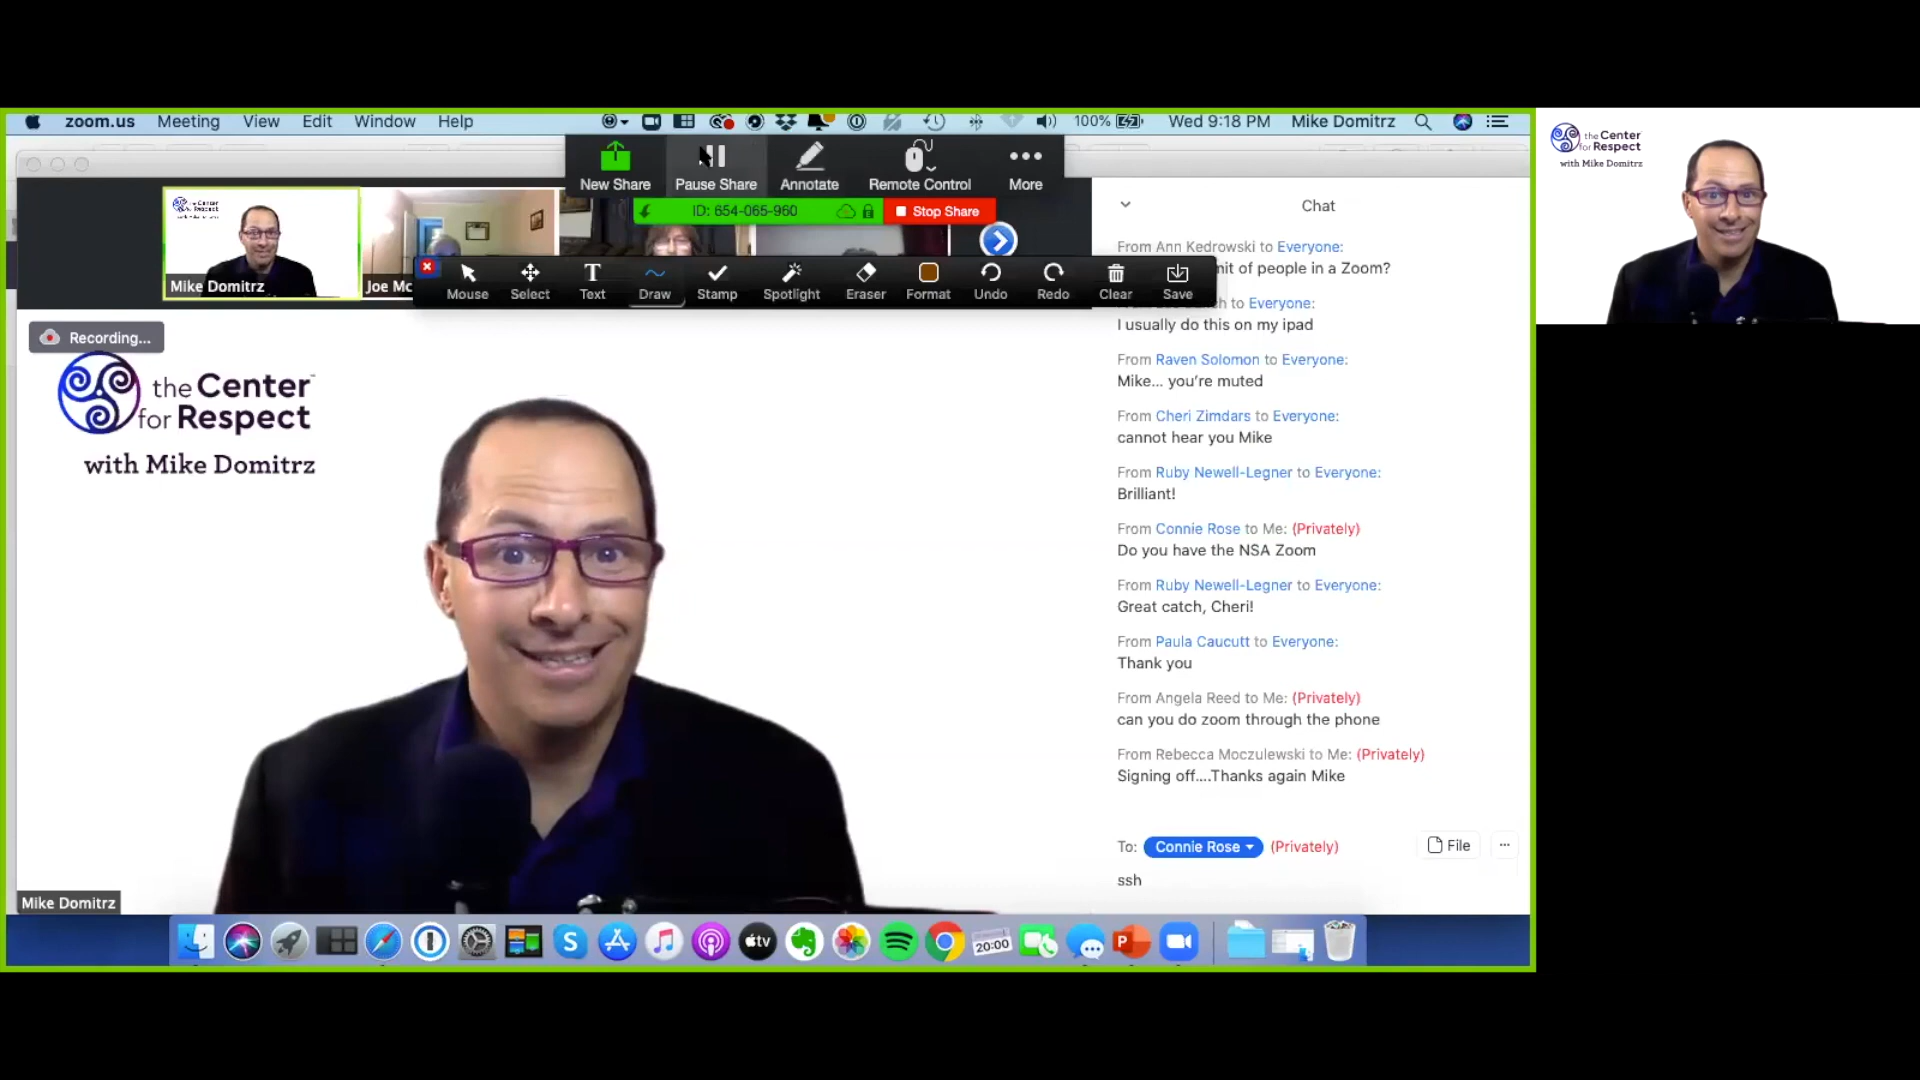 zoom.us Meeting View Edit Window Help
100% Wed 9:18 PM Mike Domitrz
New Share Pause Share Annotate Remote Control More
ID: 654-065-960 Stop Share
Mike Domitrz
Joe Mc
Mouse Select Text Draw Stamp Spotlight Eraser Format Undo Redo Clear Save
Recording...
the Center
for Respect
with Mike Domitrz
Mike Domitrz
Chat
From Ann Kedrowski to Everyone:
mit of people in a Zoom?
to Everyone:
I usually do this on my ipad
From Raven Solomon to Everyone:
Mike... you're muted
From Cheri Zimdars to Everyone:
cannot hear you Mike
From Ruby Newell-Legner to Everyone:
Brilliant!
From Connie Rose to Me: (Privately)
Do you have the NSA Zoom
From Ruby Newell-Legner to Everyone:
Great catch, Cheri!
From Paula Caucutt to Everyone:
Thank you
From Angela Reed to Me: (Privately)
can you do zoom through the phone
From Rebecca Moczulewski to Me: (Privately)
Signing off....Thanks again Mike
To: Connie Rose (Privately) File
ssh
tv
20:00
the Center
for Respect
with Mike Domitrz